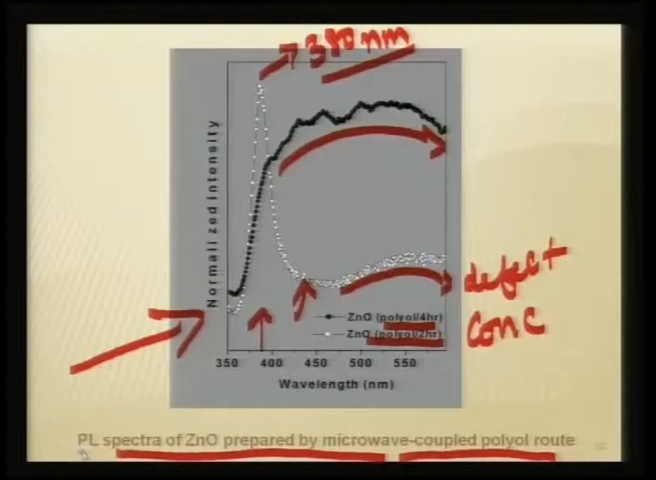 380 nm
Normalized intensity
ZnO (polyol/4hr)
ZnO (polyol/2hr)
defect
conc
350 400 450 500 550
Wavelength (nm)
PL spectra of ZnO prepared by microwave-coupled polyol route